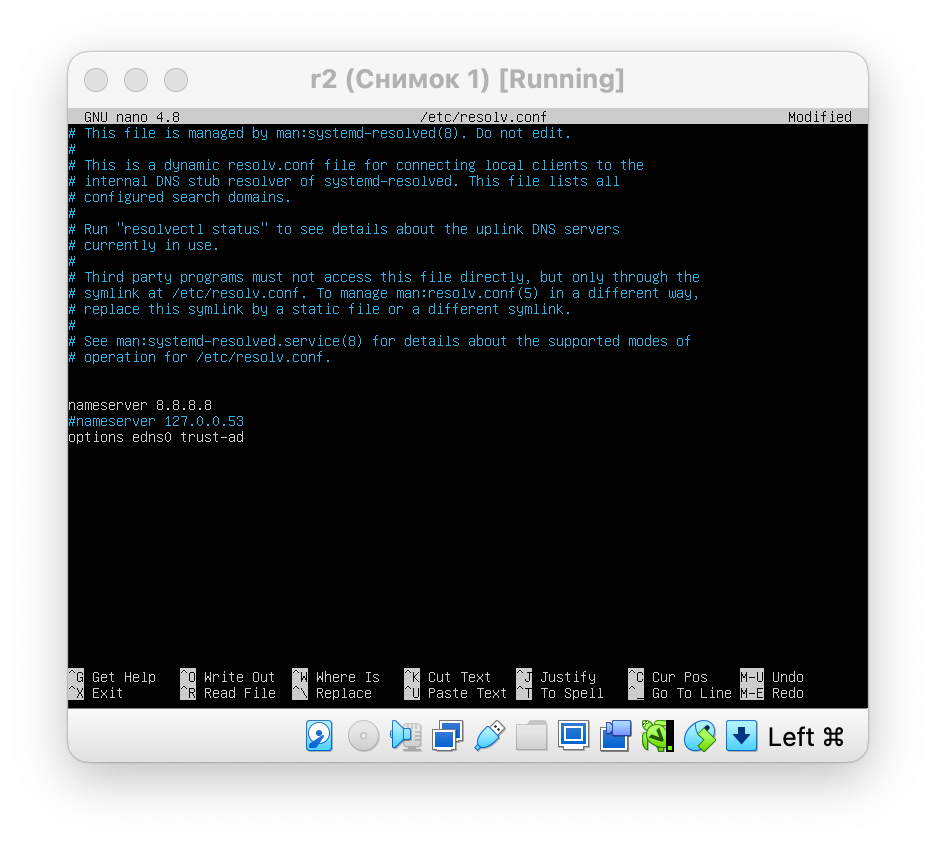 r2 (Снимок 1) [Running]
GNU nano 4.8 /etc/resolv.conf Modified
# This file is managed by man:systemd-resolved(8). Do not edit.
#
# This is a dynamic resolv.conf file for connecting local clients to the
# internal DNS stub resolver of systemd-resolved. This file lists all
# configured search domains.
#
# Run "resolvectl status" to see details about the uplink DNS servers
# currently in use.
#
# Third party programs must not access this file directly, but only through the
# symlink at /etc/resolv.conf. To manage man:resolv.conf(5) in a different way,
# replace this symlink by a static file or a different symlink.
#
# See man:systemd-resolved.service(8) for details about the supported modes of
# operation for /etc/resolv.conf.
nameserver 8.8.8.8
#nameserver 127.0.0.53
options edns0 trust-ad
^G Get Help ^O Write Out ^W Where Is ^K Cut Text ^J Justify ^C Cur Pos M-U Undo
^X Exit ^R Read File ^\ Replace ^U Paste Text ^T To Spell ^_ Go To Line M-E Redo
Left ⌘